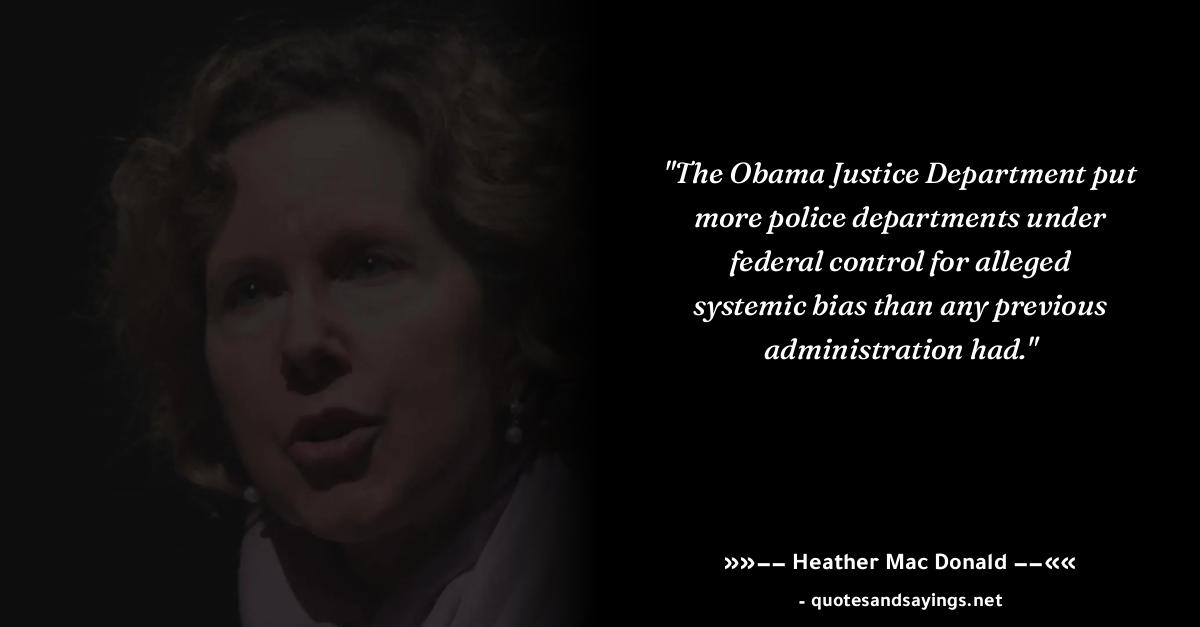 "The Obama Justice Department put
more police departments under
federal control for alleged
systemic bias than any previous
administration had."
»»−− Heather Mac Donald −−««
- quotesandsayings.net